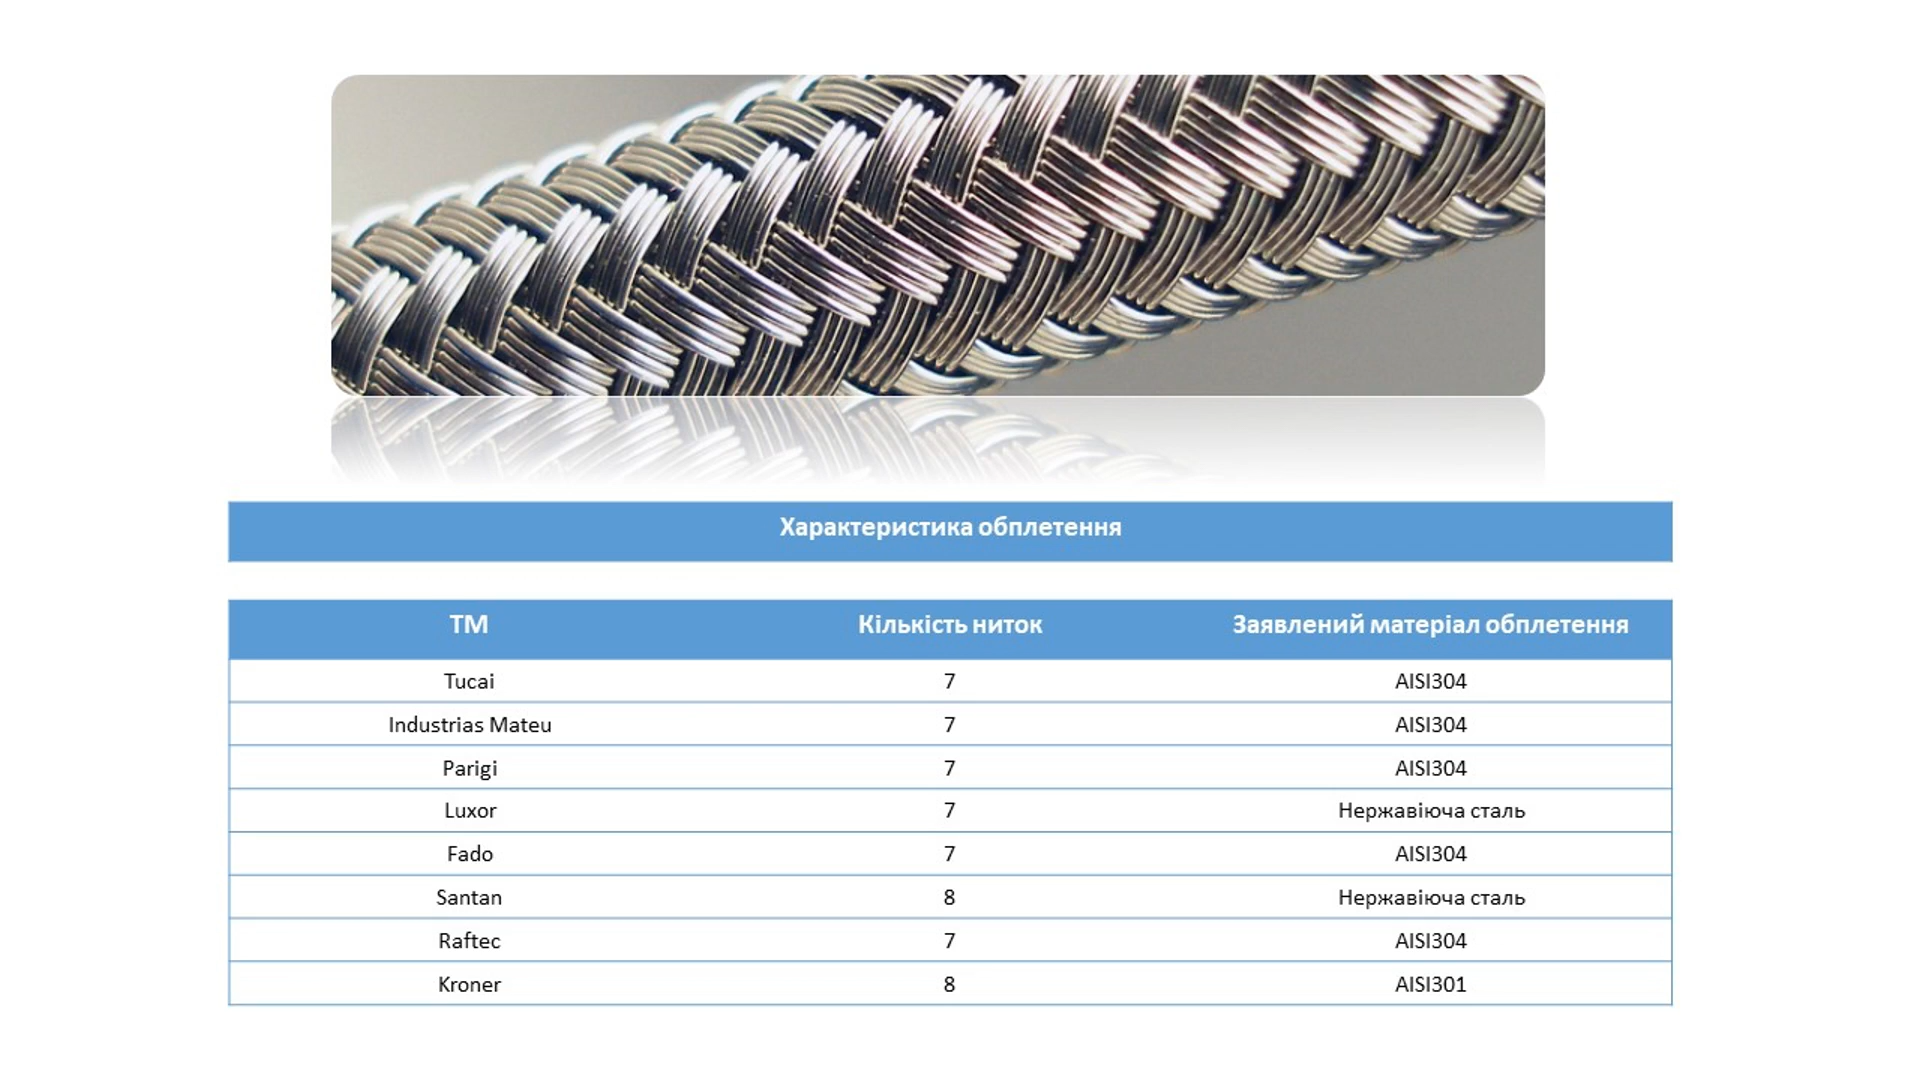 Характеристика обплетення
ТМ Кількість ниток Заявлений матеріал обплетення
Tucai 7 AISI304
Industrias Mateu 7 AISI304
Parigi 7 AISI304
Luxor 7 Нержавіюча сталь
Fado 7 AISI304
Santan 8 Нержавіюча сталь
Raftec 7 AISI304
Kroner 8 AISI301